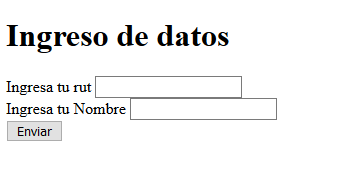 Ingreso de datos
Ingresa tu rut
Ingresa tu Nombre
Enviar